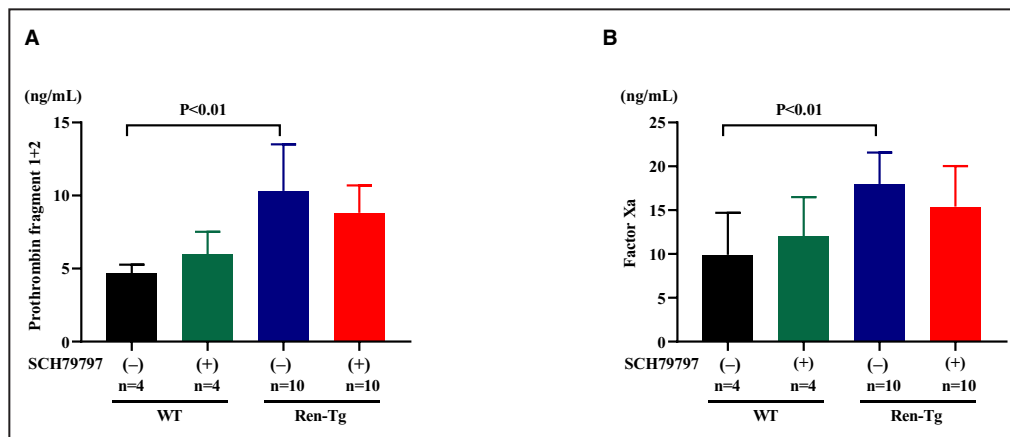 A
(ng/mL)
P<0.01
Prothrombin fragment 1+2
15
10
5
0
SCH79797 (−) (+) (−) (+)
n=4 n=4 n=10 n=10
WT Ren-Tg
B
(ng/mL)
P<0.01
Factor Xa
25
20
15
10
5
0
SCH79797 (−) (+) (−) (+)
n=4 n=4 n=10 n=10
WT Ren-Tg